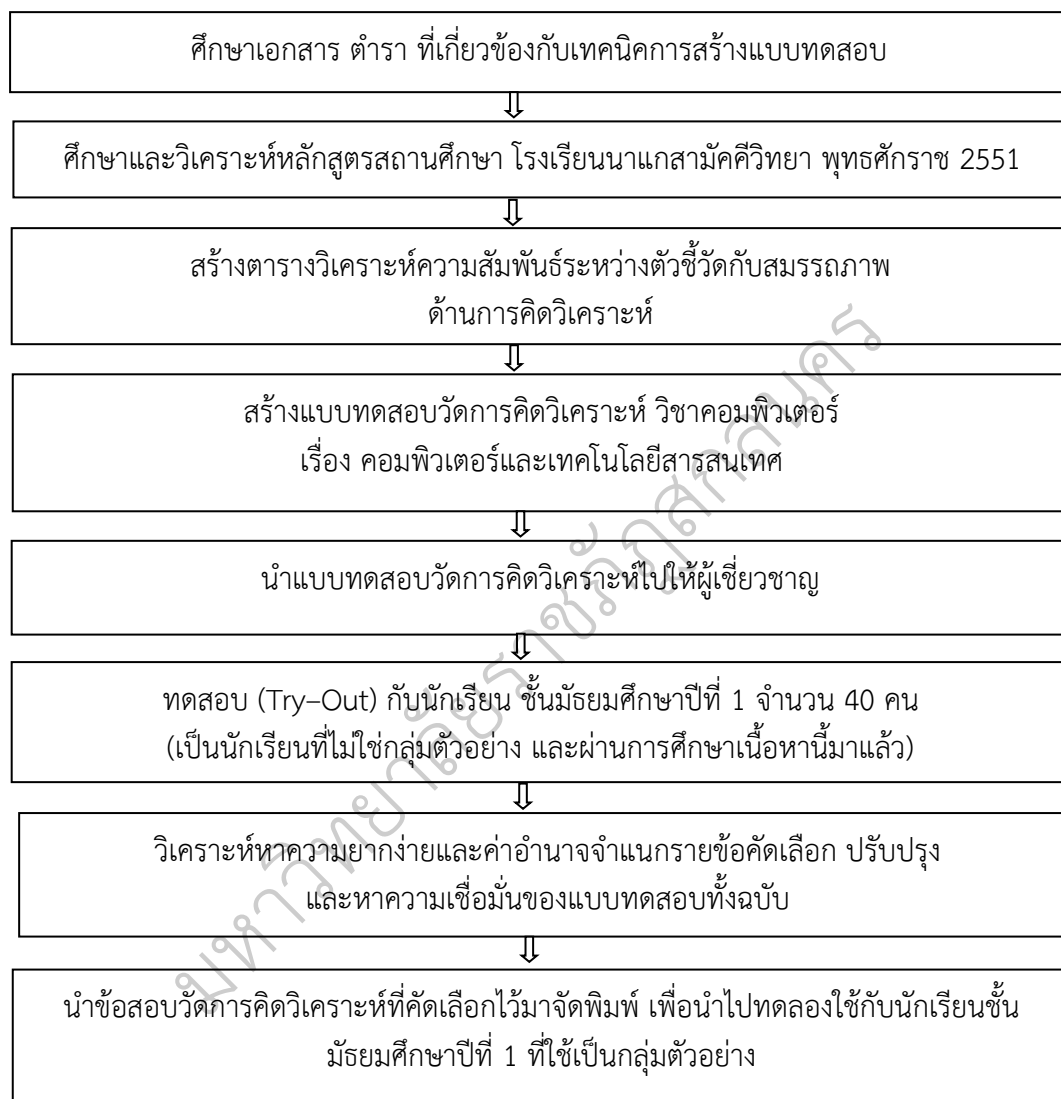 ศึกษาเอกสาร ตำรา ที่เกี่ยวข้องกับเทคนิคการสร้างแบบทดสอบ
ศึกษาและวิเคราะห์หลักสูตรสถานศึกษา โรงเรียนนาแกสามัคคีวิทยา พุทธศักราช 2551
สร้างตารางวิเคราะห์ความสัมพันธ์ระหว่างตัวชี้วัดกับสมรรถภาพ
ด้านการคิดวิเคราะห์
สร้างแบบทดสอบวัดการคิดวิเคราะห์ วิชาคอมพิวเตอร์
เรื่อง คอมพิวเตอร์และเทคโนโลยีสารสนเทศ
นำแบบทดสอบวัดการคิดวิเคราะห์ไปให้ผู้เชี่ยวชาญ
ทดสอบ (Try–Out) กับนักเรียน ชั้นมัธยมศึกษาปีที่ 1 จำนวน 40 คน
(เป็นนักเรียนที่ไม่ใช่กลุ่มตัวอย่าง และผ่านการศึกษาเนื้อหานี้มาแล้ว)
วิเคราะห์หาความยากง่ายและค่าอำนาจจำแนกรายข้อคัดเลือก ปรับปรุง
และหาความเชื่อมั่นของแบบทดสอบทั้งฉบับ
นำข้อสอบวัดการคิดวิเคราะห์ที่คัดเลือกไว้มาจัดพิมพ์ เพื่อนำไปทดลองใช้กับนักเรียนชั้น
มัธยมศึกษาปีที่ 1 ที่ใช้เป็นกลุ่มตัวอย่าง
มหาวิทยาลัยราชภัฏสกลนคร